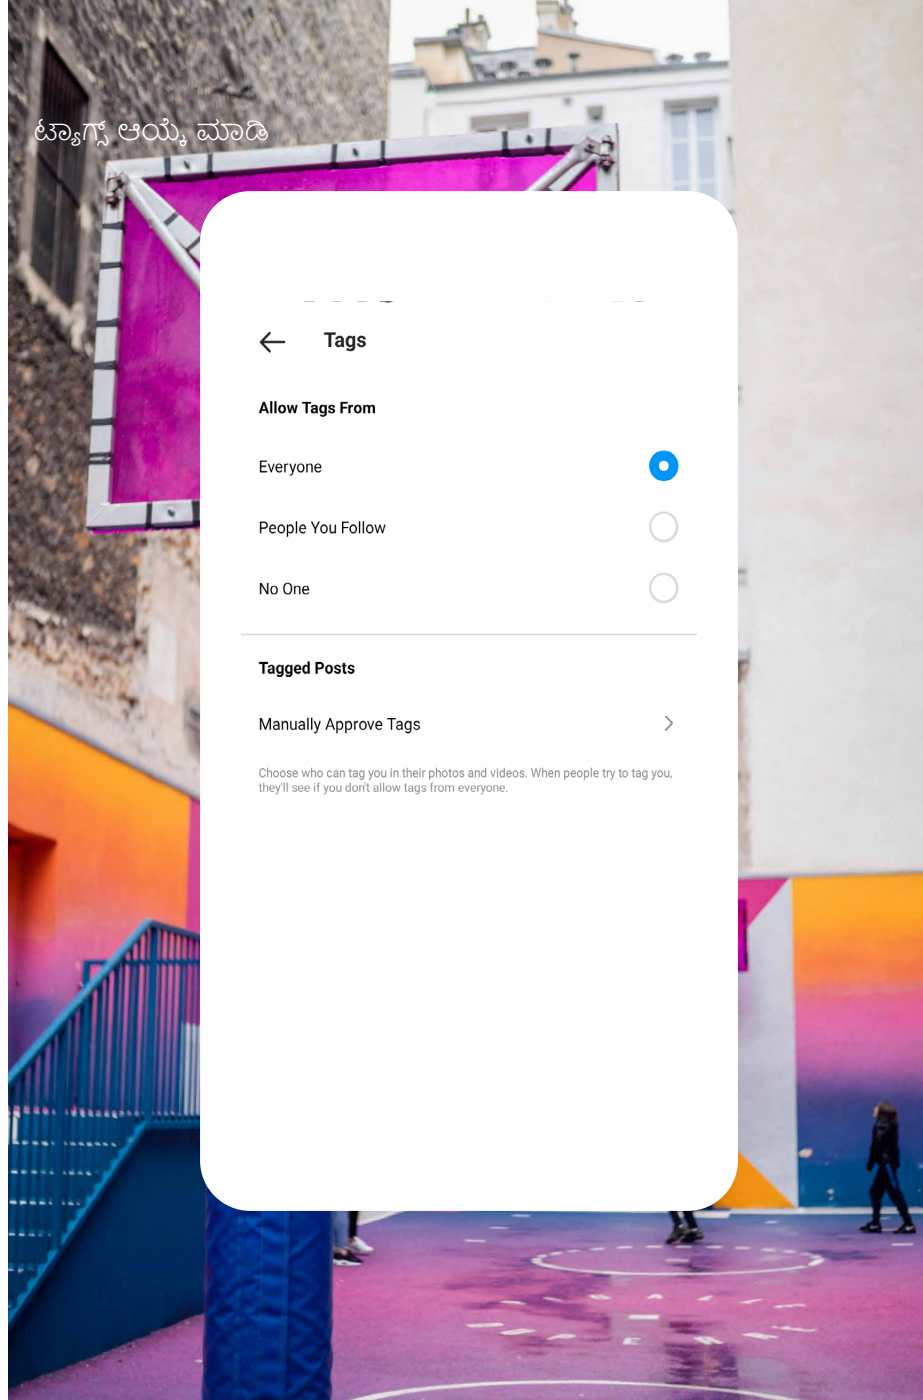 ಟ್ಯಾಗ್ಸ್ ಆಯ್ಕೆ ಮಾಡಿ
Tags
Allow Tags From
Everyone
People You Follow
No One
Tagged Posts
Manually Approve Tags
Choose who can tag you in their photos and videos. When people try to tag you,
they'll see if you don't allow tags from everyone.